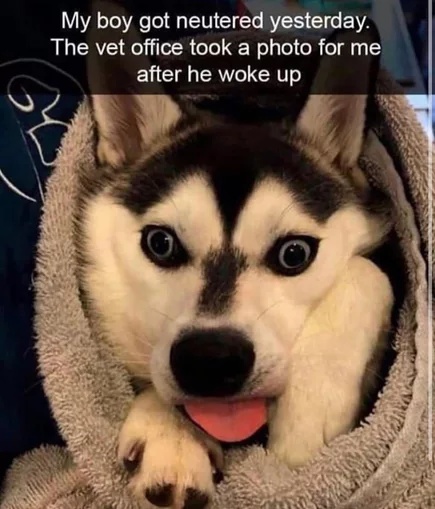 My boy got neutered yesterday.
The vet office took a photo for me
after he woke up